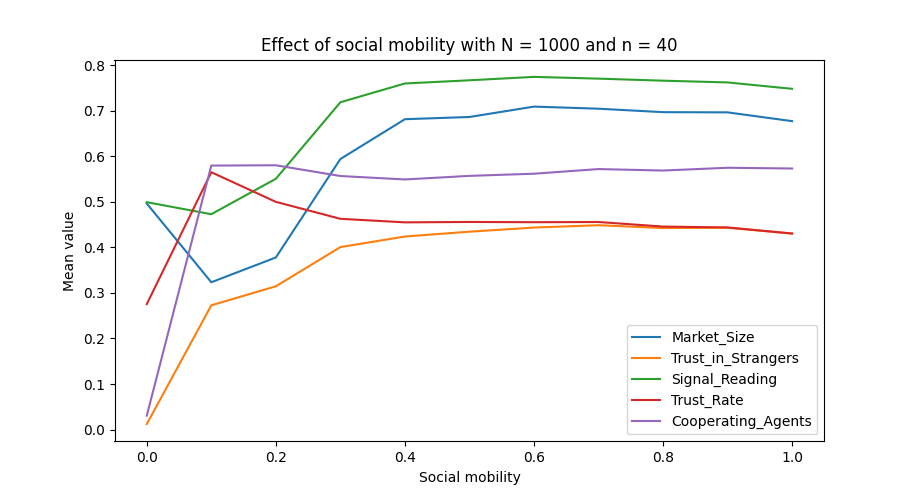 Effect of social mobility with N = 1000 and n = 40
Mean value
0.8
0.7
0.6
0.5
0.4
0.3
0.2
0.1
0.0
Market_Size
Trust_in_Strangers
Signal_Reading
Trust_Rate
Cooperating_Agents
0.0 0.2 0.4 0.6 0.8 1.0
Social mobility